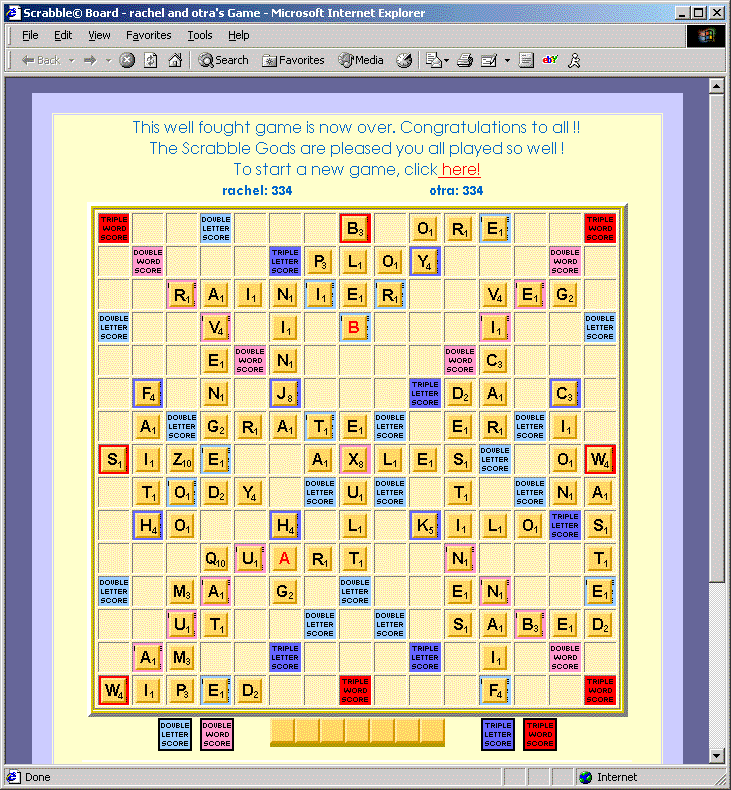 Scrabble© Board - rachel and otra's Game - Microsoft Internet Explorer
File Edit View Favorites Tools Help
Back Search Favorites Media ebY
This well fought game is now over. Congratulations to all !!
The Scrabble Gods are pleased you all played so well !
To start a new game, click here!
rachel: 334 otra: 334
TRIPLE WORD SCORE DOUBLE LETTER SCORE B3 O1 R1 E1 TRIPLE WORD SCORE
DOUBLE WORD SCORE TRIPLE LETTER SCORE P3 L1 O1 Y4 DOUBLE WORD SCORE
R1 A1 I1 N1 I1 E1 R1 V4 E1 G2
DOUBLE LETTER SCORE V4 I1 B I1 DOUBLE LETTER SCORE
E1 DOUBLE WORD SCORE N1 DOUBLE WORD SCORE C3
F4 N1 J8 TRIPLE LETTER SCORE D2 A1 C3
A1 DOUBLE LETTER SCORE G2 R1 A1 T1 E1 DOUBLE LETTER SCORE E1 R1 DOUBLE LETTER SCORE I1
S1 I1 Z10 E1 A1 X8 L1 E1 S1 DOUBLE LETTER SCORE O1 W4
T1 O1 D2 Y4 DOUBLE LETTER SCORE U1 DOUBLE LETTER SCORE T1 DOUBLE LETTER SCORE N1 A1
H4 O1 H4 L1 K5 I1 L1 O1 TRIPLE LETTER SCORE S1
Q10 U1 A R1 T1 N1 T1
DOUBLE LETTER SCORE M3 A1 G2 DOUBLE LETTER SCORE E1 N1 E1
U1 T1 DOUBLE LETTER SCORE DOUBLE LETTER SCORE S1 A1 B3 E1 D2
A1 M3 TRIPLE LETTER SCORE TRIPLE LETTER SCORE I1 DOUBLE WORD SCORE
W4 I1 P3 E1 D2 TRIPLE WORD SCORE F4 TRIPLE WORD SCORE
DOUBLE LETTER SCORE DOUBLE WORD SCORE TRIPLE LETTER SCORE TRIPLE WORD SCORE
Done Internet